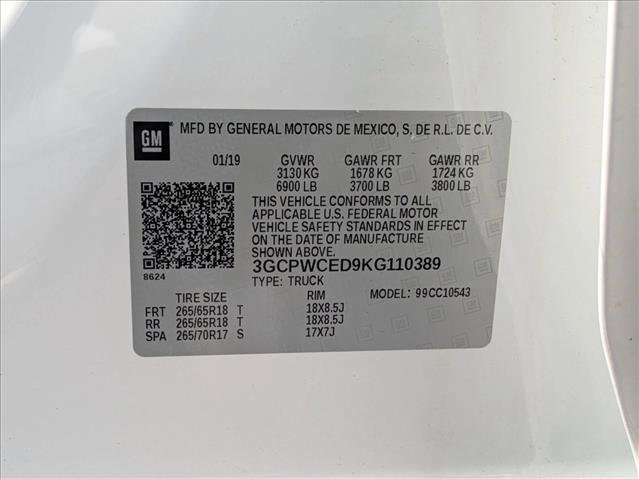 GM MFD BY GENERAL MOTORS DE MEXICO, S. DE R.L. DE C.V.
01/19 GVWR GAWR FRT GAWR RR
3130 KG 1678 KG 1724 KG
6900 LB 3700 LB 3800 LB
THIS VEHICLE CONFORMS TO ALL
APPLICABLE U.S. FEDERAL MOTOR
VEHICLE SAFETY STANDARDS IN EFFECT
ON THE DATE OF MANUFACTURE
SHOWN ABOVE.
8624
3GCPWCED9KG110389
TYPE: TRUCK
TIRE SIZE RIM MODEL: 99CC10543
FRT 265/65R18 T 18X8.5J
RR 265/65R18 T 18X8.5J
SPA 265/70R17 S 17X7J